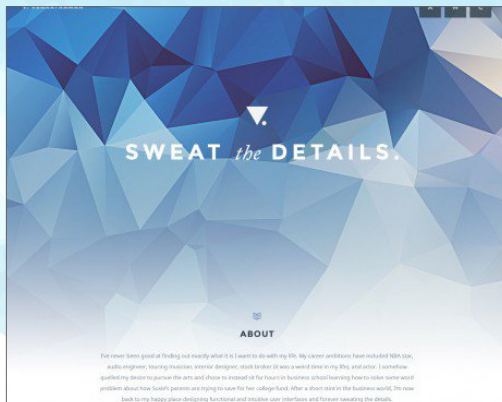 A W C
V.
SWEAT the DETAILS.
ABOUT
I've never been good at finding out exactly what it is I want to do with my life. My career ambitions have included NBA star,
audio engineer, touring musician, interior designer, stock broker (it was a weird time in my life), and actor. I somehow
quelled my desire to pursue the arts and chose to instead sit for hours in business school learning how to solve some word
problem about how Susie's parents are trying to save for her college fund. After a short stint in the business world, I'm now
back to my happy place designing functional and intuitive user interfaces and forever sweating the details.